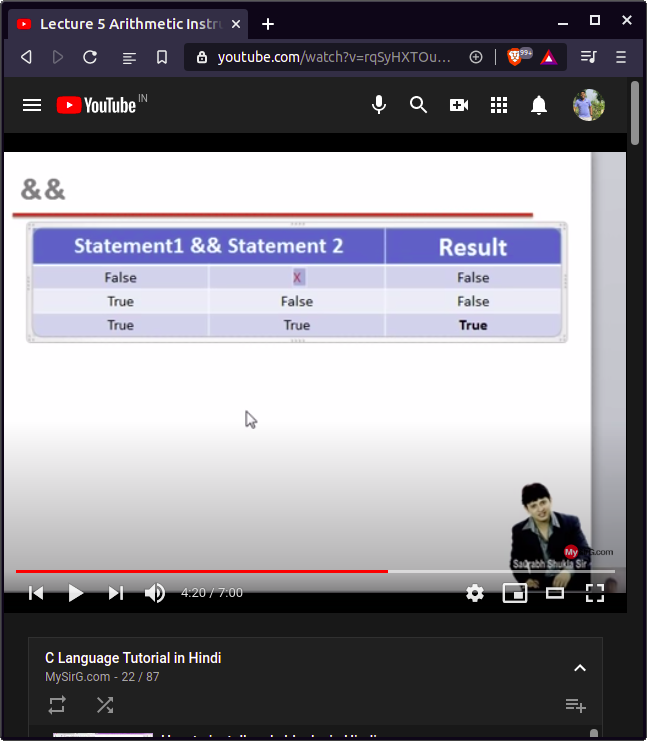 Lecture 5 Arithmetic Instru
youtube.com/watch?v=rqSyHXTOu...
99+
YouTube IN
&&
Statement1 && Statement 2 Result
False X False
True False False
True True True
MySirG.com
Saurabh Shukla Sir
4:20 / 7:00
C Language Tutorial in Hindi
MySirG.com - 22 / 87